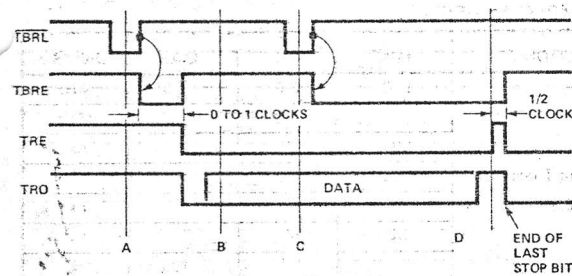 TBRL
TBRE
0 TO 1 CLOCKS
1/2
CLOCK
TRE
TRO
DATA
A
B
C
D
END OF
LAST
STOP BIT